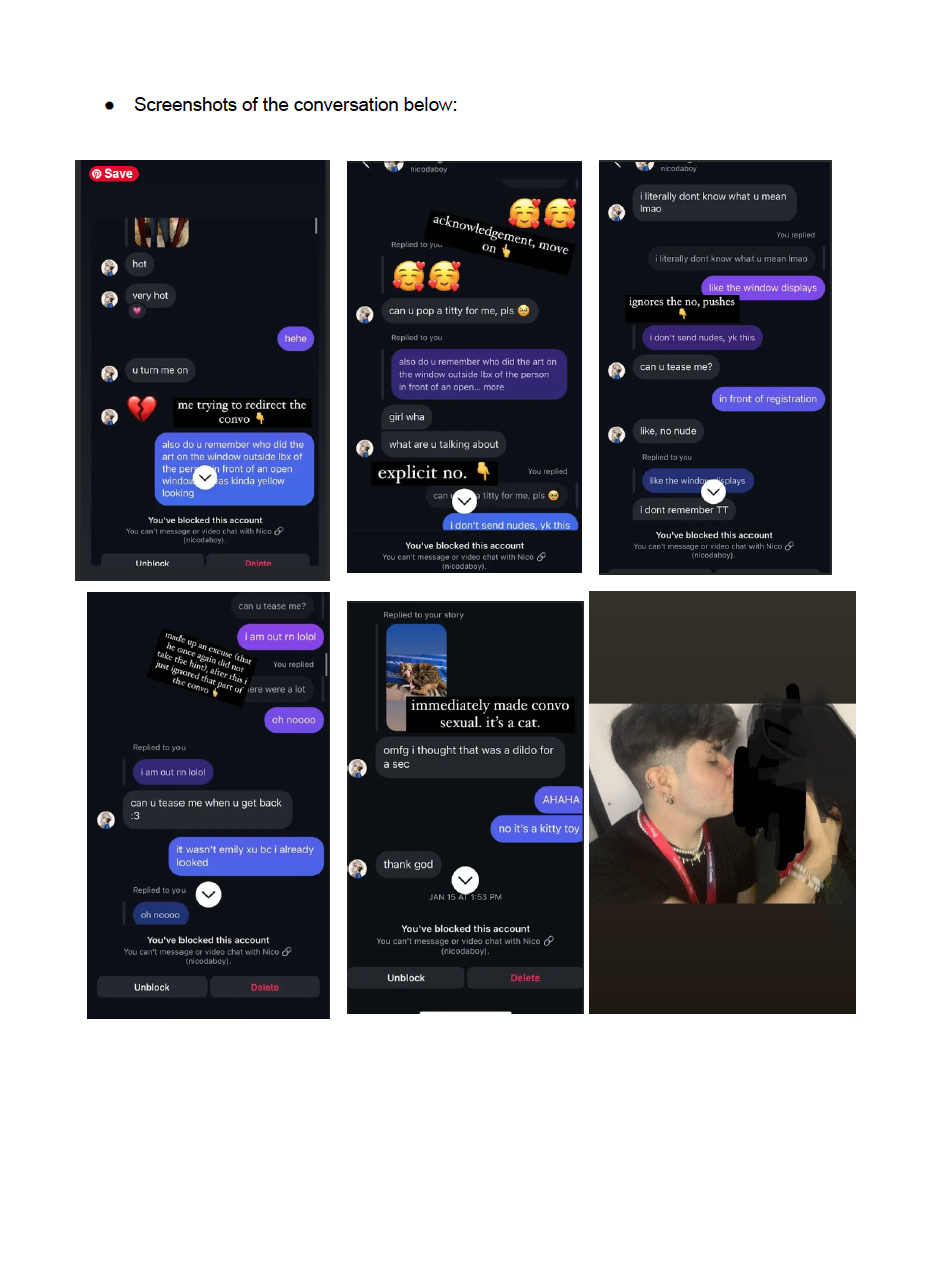 ● Screenshots of the conversation below:
Save
hot
very hot
hehe
u turn me on
me trying to redirect the
convo 👇
also do u remember who did the
art on the window outside lbx of
the in front of an open
kinda yellow
looking
You've blocked this account
You can't message or video chat with Nico 🔗
(nicodaboy).
Unblock
Delete
nicodaboy
🥰🥰
acknowledgement, move
on 👆
Replied to you
🥰🥰
can u pop a titty for me, pls 🥺
Replied to you
also do u remember who did the art on
the window outside lbx of the person
in front of an open... more
girl wha
what are u talking about
explicit no. 👇
You replied
can a titty for me, pls 🥺
i don't send nudes, yk this
You've blocked this account
You can't message or video chat with Nico 🔗
(nicodaboy).
nicodaboy
i literally dont know what u mean
lmao
You replied
i literally dont know what u mean lmao
like the window displays
ignores the no, pushes
👇
i don't send nudes, yk this
can u tease me?
in front of registration
like, no nude
Replied to you
like the window displays
i dont remember TT
You've blocked this account
You can't message or video chat with Nico 🔗
(nicodaboy).
can u tease me?
i am out rn lolol
made up an excuse (that
he once again did not
take the hint), after this i
just ignored that part of
the convo 👆
You replied
ere were a lot
oh noooo
Replied to you
i am out rn lolol
can u tease me when u get back
:3
it wasn't emily xu bc i already
looked
Replied to you
oh noooo
You've blocked this account
You can't message or video chat with Nico 🔗
(nicodaboy).
Unblock
Delete
Replied to your story
immediately made convo
sexual. it's a cat.
omfg i thought that was a dildo for
a sec
AHAHA
no it's a kitty toy
thank god
JAN 15 AT 1:53 PM
You've blocked this account
You can't message or video chat with Nico 🔗
(nicodaboy).
Unblock
Delete